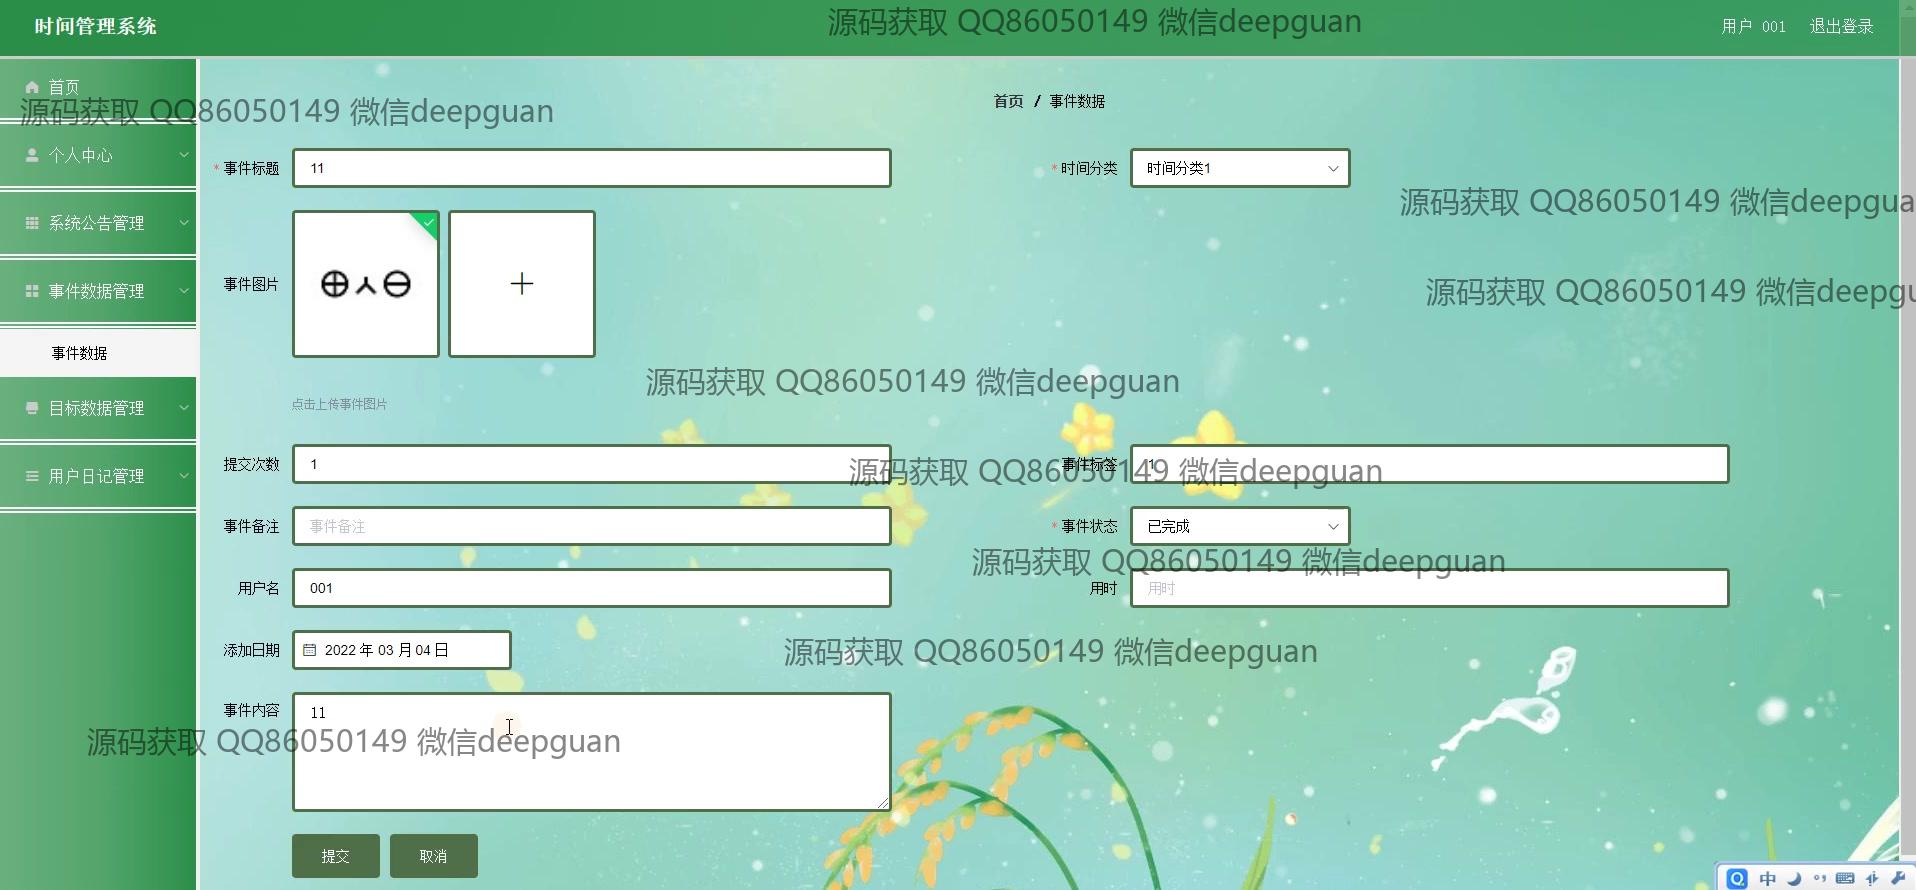 时间管理系统
源码获取 QQ86050149 微信deepguan
用户 001 退出登录
首页
源码获取 QQ86050149 微信deepguan
首页 / 事件数据
个人中心
* 事件标题 11
* 时间分类 时间分类1
源码获取 QQ86050149 微信deepgua
系统公告管理
事件图片
事件数据管理
源码获取 QQ86050149 微信deepgu
事件数据
源码获取 QQ86050149 微信deepguan
点击上传事件图片
目标数据管理
提交次数 1
事件标签 1
源码获取 QQ86050149 微信deepguan
用户日记管理
事件备注 事件备注
* 事件状态 已完成
源码获取 QQ86050149 微信deepguan
用户名 001
用时 用时
添加日期 2022 年 03 月 04 日
源码获取 QQ86050149 微信deepguan
事件内容 11
源码获取 QQ86050149 微信deepguan
提交 取消
中